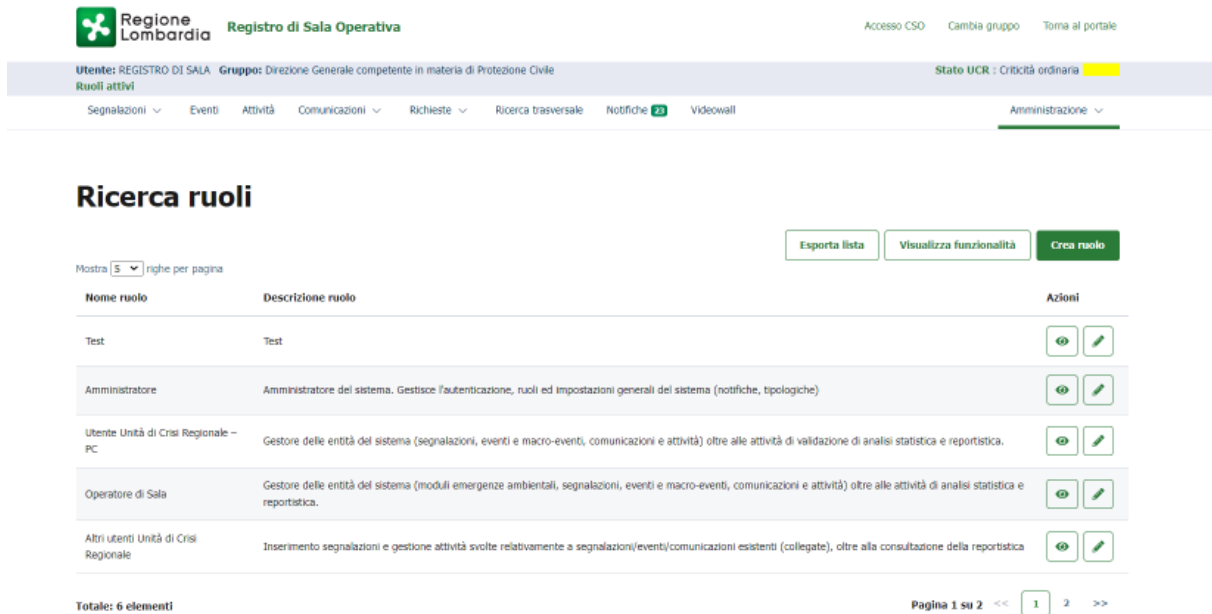 Regione
Lombardia
Registro di Sala Operativa
Accesso CSO Cambia gruppo Torna al portale
Utente: REGISTRO DI SALA Gruppo: Direzione Generale competente in materia di Protezione Civile
Stato UCR : Criticità ordinaria
Ruoli attivi
Segnalazioni Eventi Attività Comunicazioni Richieste Ricerca trasversale Notifiche 23 Videowall Amministrazione
Ricerca ruoli
Esporta lista Visualizza funzionalità Crea ruolo
Mostra 5 righe per pagina
Nome ruolo Descrizione ruolo Azioni
Test Test
Amministratore Amministratore del sistema. Gestisce l'autenticazione, ruoli ed impostazioni generali del sistema (notifiche, tipologiche)
Utente Unità di Crisi Regionale –
PC
Gestore delle entità del sistema (segnalazioni, eventi e macro-eventi, comunicazioni e attività) oltre alle attività di validazione di analisi statistica e reportistica.
Operatore di Sala
Gestore delle entità del sistema (moduli emergenze ambientali, segnalazioni, eventi e macro-eventi, comunicazioni e attività) oltre alle attività di analisi statistica e
reportistica.
Altri utenti Unità di Crisi
Regionale
Inserimento segnalazioni e gestione attività svolte relativamente a segnalazioni/eventi/comunicazioni esistenti (collegate), oltre alla consultazione della reportistica
Totale: 6 elementi
Pagina 1 su 2 << 1 2 >>